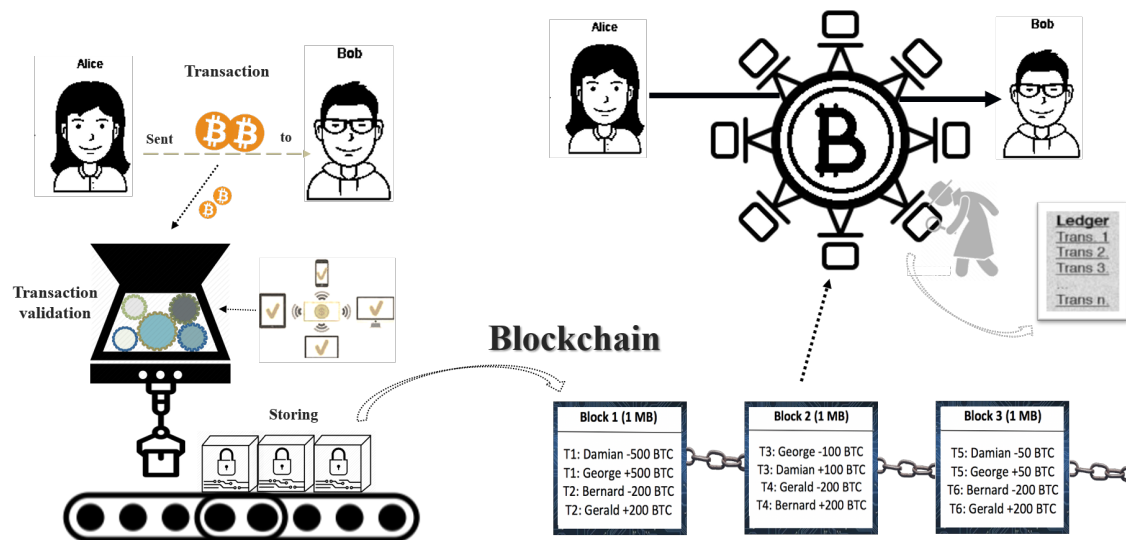 Alice
Bob
Transaction
Sent
to
Transaction
validation
Storing
Blockchain
Alice
Bob
Ledger
Trans. 1
Trans 2.
Trans 3.
...
Trans n.
Block 1 (1 MB)
T1: Damian -500 BTC
T1: George +500 BTC
T2: Bernard -200 BTC
T2: Gerald +200 BTC
Block 2 (1 MB)
T3: George -100 BTC
T3: Damian +100 BTC
T4: Gerald -200 BTC
T4: Bernard +200 BTC
Block 3 (1 MB)
T5: Damian -50 BTC
T5: George +50 BTC
T6: Bernard -200 BTC
T6: Gerald +200 BTC